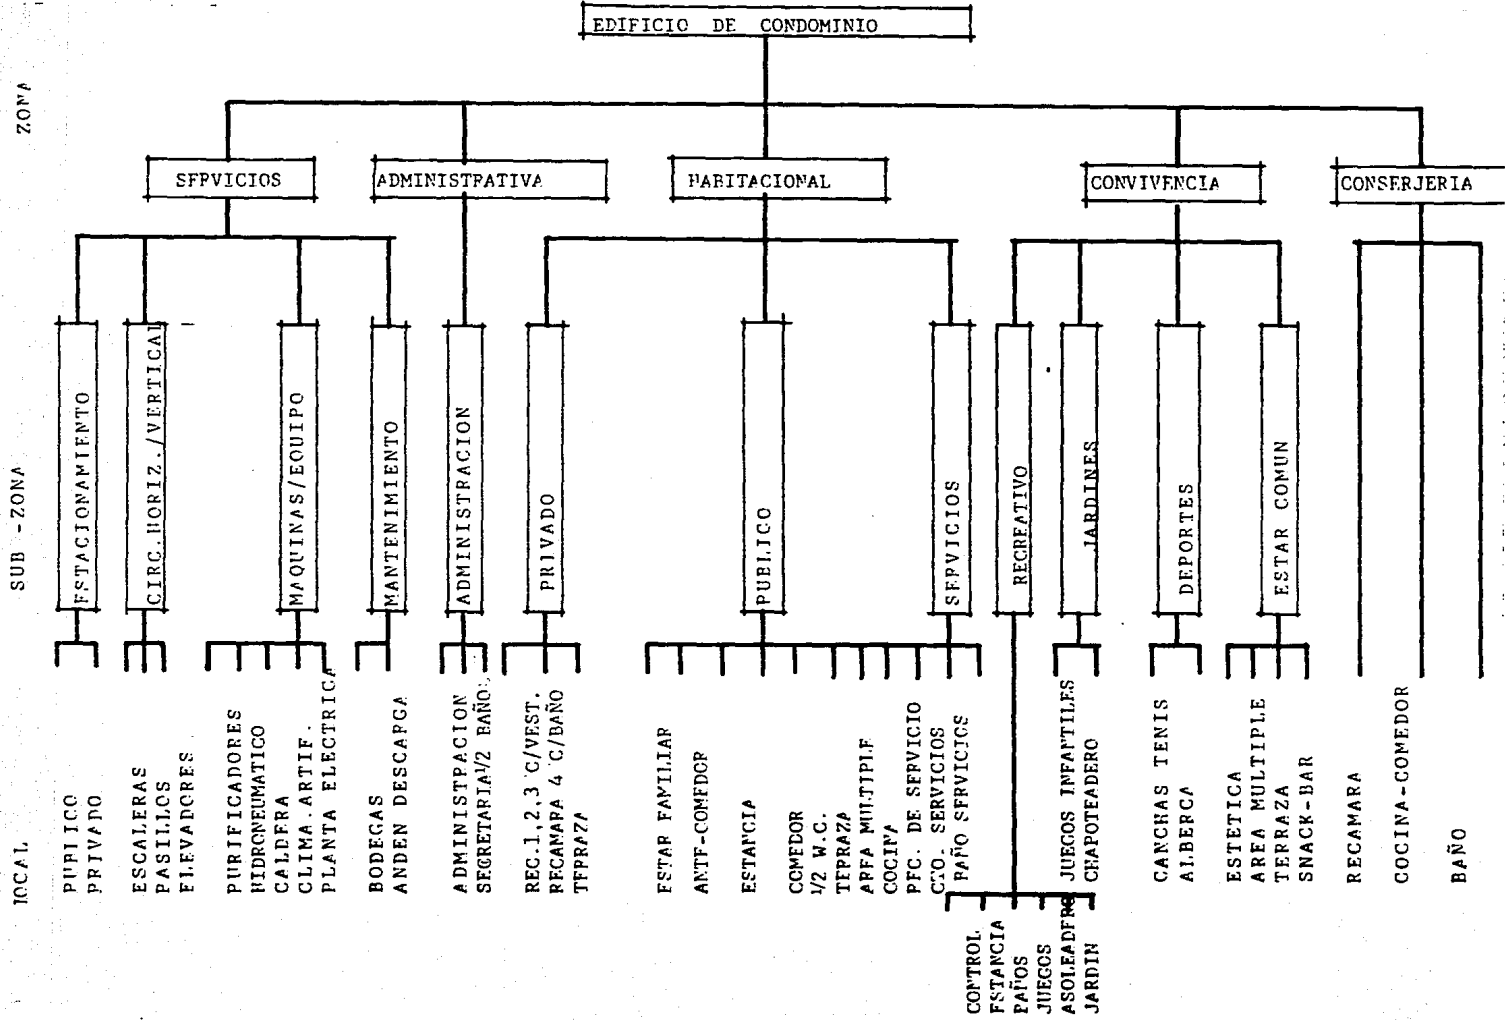 EDIFICIO DE CONDOMINIO
ZONA
SERVICIOS
ADMINISTRATIVA
HABITACIONAL
CONVIVENCIA
CONSERJERIA
SUB -ZONA
ESTACIONAMIENTO
CIRC.HORIZ./VERTICAL
MAQUINAS/EQUIPO
MANTENIMIENTO
ADMINISTRACION
PRIVADO
PUBLICO
SERVICIOS
RECREATIVO
JARDINES
DEPORTES
ESTAR COMUN
LOCAL
PUBLICO
PRIVADO
ESCALERAS
PASILLOS
ELEVADORES
PURIFICADORES
HIDRONEUMATICO
CALDERA
CLIMA.ARTIF.
PLANTA ELECTRICA
BODEGAS
ANDEN DESCARGA
ADMINISTRACION
SECRETARIA 1/2 BAÑO
REC.1,2,3 C/VEST.
RECAMARA 4 C/BAÑO
TERRAZA
ESTAR FAMILIAR
ANTE-COMEDOR
ESTANCIA
COMEDOR
1/2 W.C.
TERRAZA
AREA MULTIPLE
COCINA
PEC. DE SERVICIO
CTO. SERVICIOS
BAÑO SERVICIOS
CONTROL
ESTANCIA
BAÑOS
JUEGOS
ASOLEADERO
JARDIN
JUEGOS INFANTILES
CHAPOTEADERO
CANCHAS TENIS
ALBERCA
ESTETICA
AREA MULTIPLE
TERRAZA
SNACK-BAR
RECAMARA
COCINA-COMEDOR
BAÑO